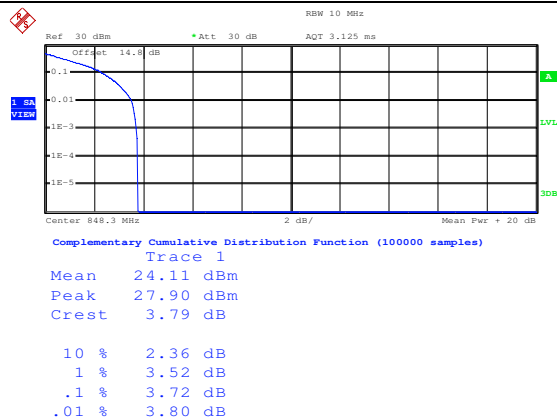 RBW 10 MHz
Ref 30 dBm *Att 30 dB AQT 3.125 ms
Offset 14.8 dB
0.1
A
1 SA
VIEW
0.01
1E-3
LVL
1E-4
1E-5
3DB
Center 848.3 MHz 2 dB/ Mean Pwr + 20 dB
Complementary Cumulative Distribution Function (100000 samples)
Trace 1
Mean 24.11 dBm
Peak 27.90 dBm
Crest 3.79 dB
10 % 2.36 dB
1 % 3.52 dB
.1 % 3.72 dB
.01 % 3.80 dB